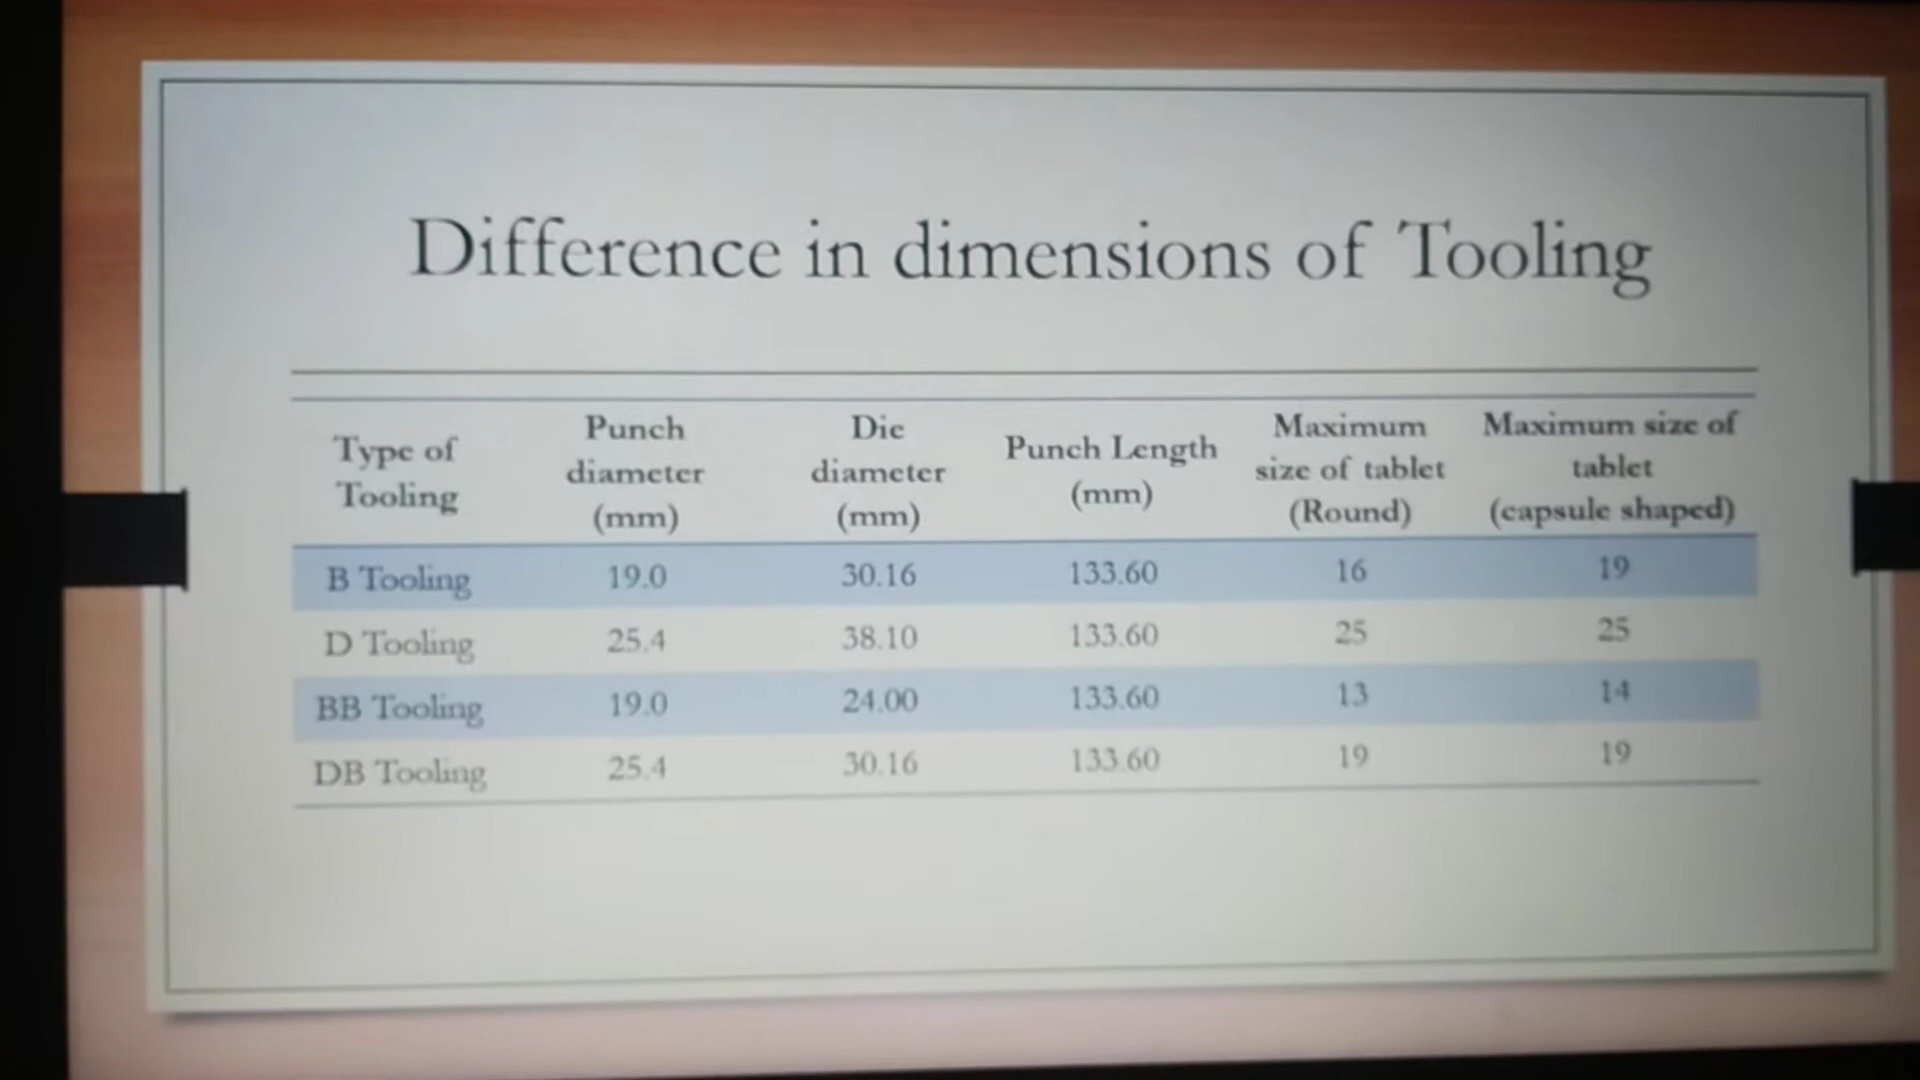 Difference in dimensions of Tooling
Type of Tooling Punch diameter (mm) Die diameter (mm) Punch Length (mm) Maximum size of tablet (Round) Maximum size of tablet (capsule shaped)
B Tooling 19.0 30.16 133.60 16 19
D Tooling 25.4 38.10 133.60 25 25
BB Tooling 19.0 24.00 133.60 13 14
DB Tooling 25.4 30.16 133.60 19 19